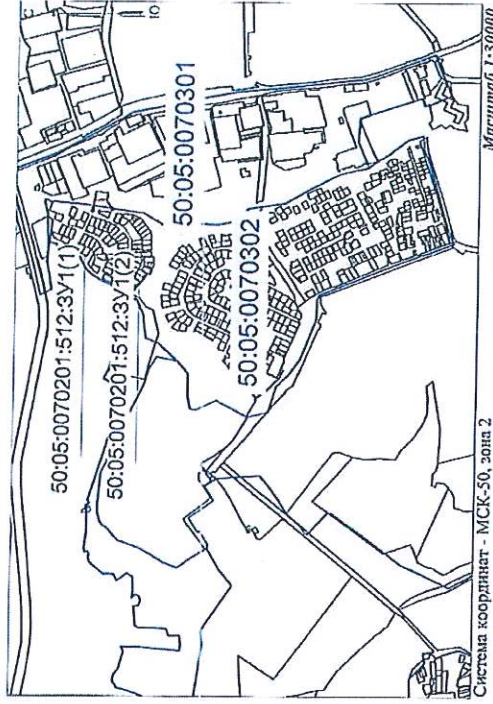 С
Ю
50:05:0070201:512:ЗУ1(1)
50:05:0070201:512:ЗУ1(2)
50:05:0070301
50:05:0070302
Система координат - МСК-50, зона 2
Масштаб 1:30000